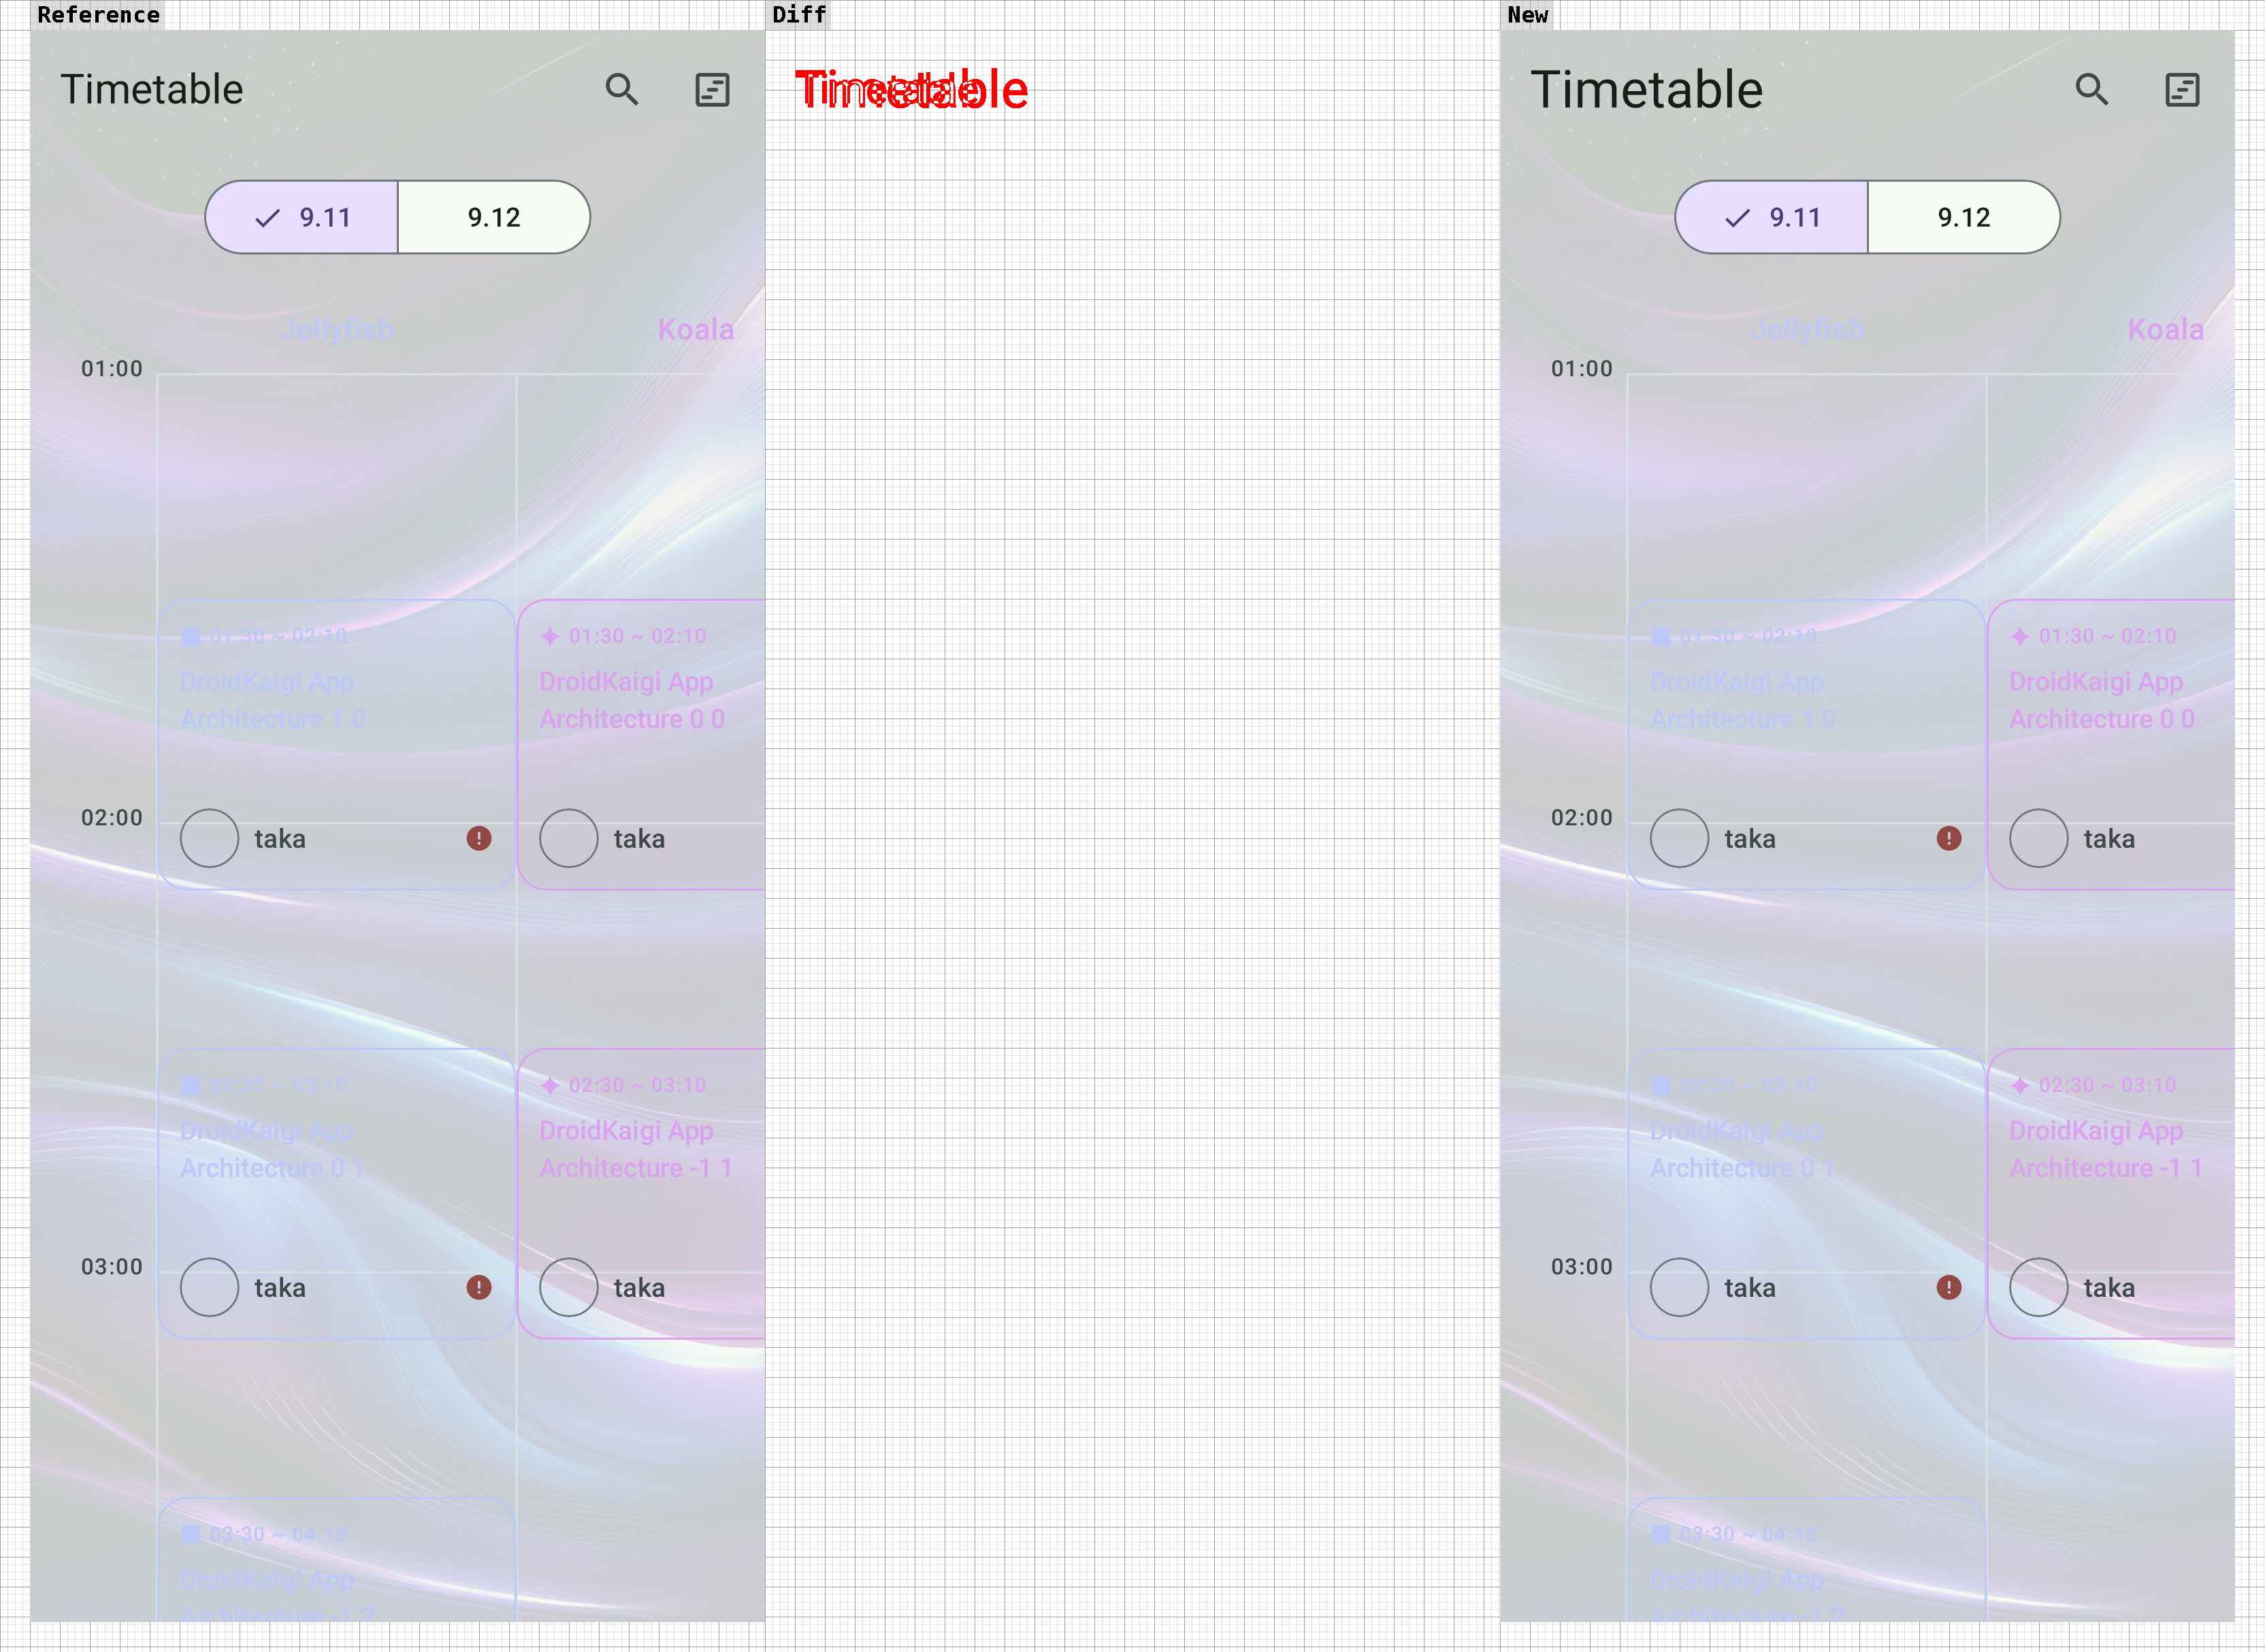 Reference
Timetable
9.11
9.12
Jellyfish
Koala
01:00
01:30 ~ 02:10
DroidKaigi App
Architecture 1 0
01:30 ~ 02:10
DroidKaigi App
Architecture 0 0
02:00
taka
taka
02:30 ~ 03:10
DroidKaigi App
Architecture 0 1
02:30 ~ 03:10
DroidKaigi App
Architecture -1 1
03:00
taka
taka
03:30 ~ 04:10
DroidKaigi App
Architecture -1 2
Diff
Timetable
New
Timetable
9.11
9.12
Jellyfish
Koala
01:00
01:30 ~ 02:10
DroidKaigi App
Architecture 1 0
01:30 ~ 02:10
DroidKaigi App
Architecture 0 0
02:00
taka
taka
02:30 ~ 03:10
DroidKaigi App
Architecture 0 1
02:30 ~ 03:10
DroidKaigi App
Architecture -1 1
03:00
taka
taka
03:30 ~ 04:10
DroidKaigi App
Architecture -1 2